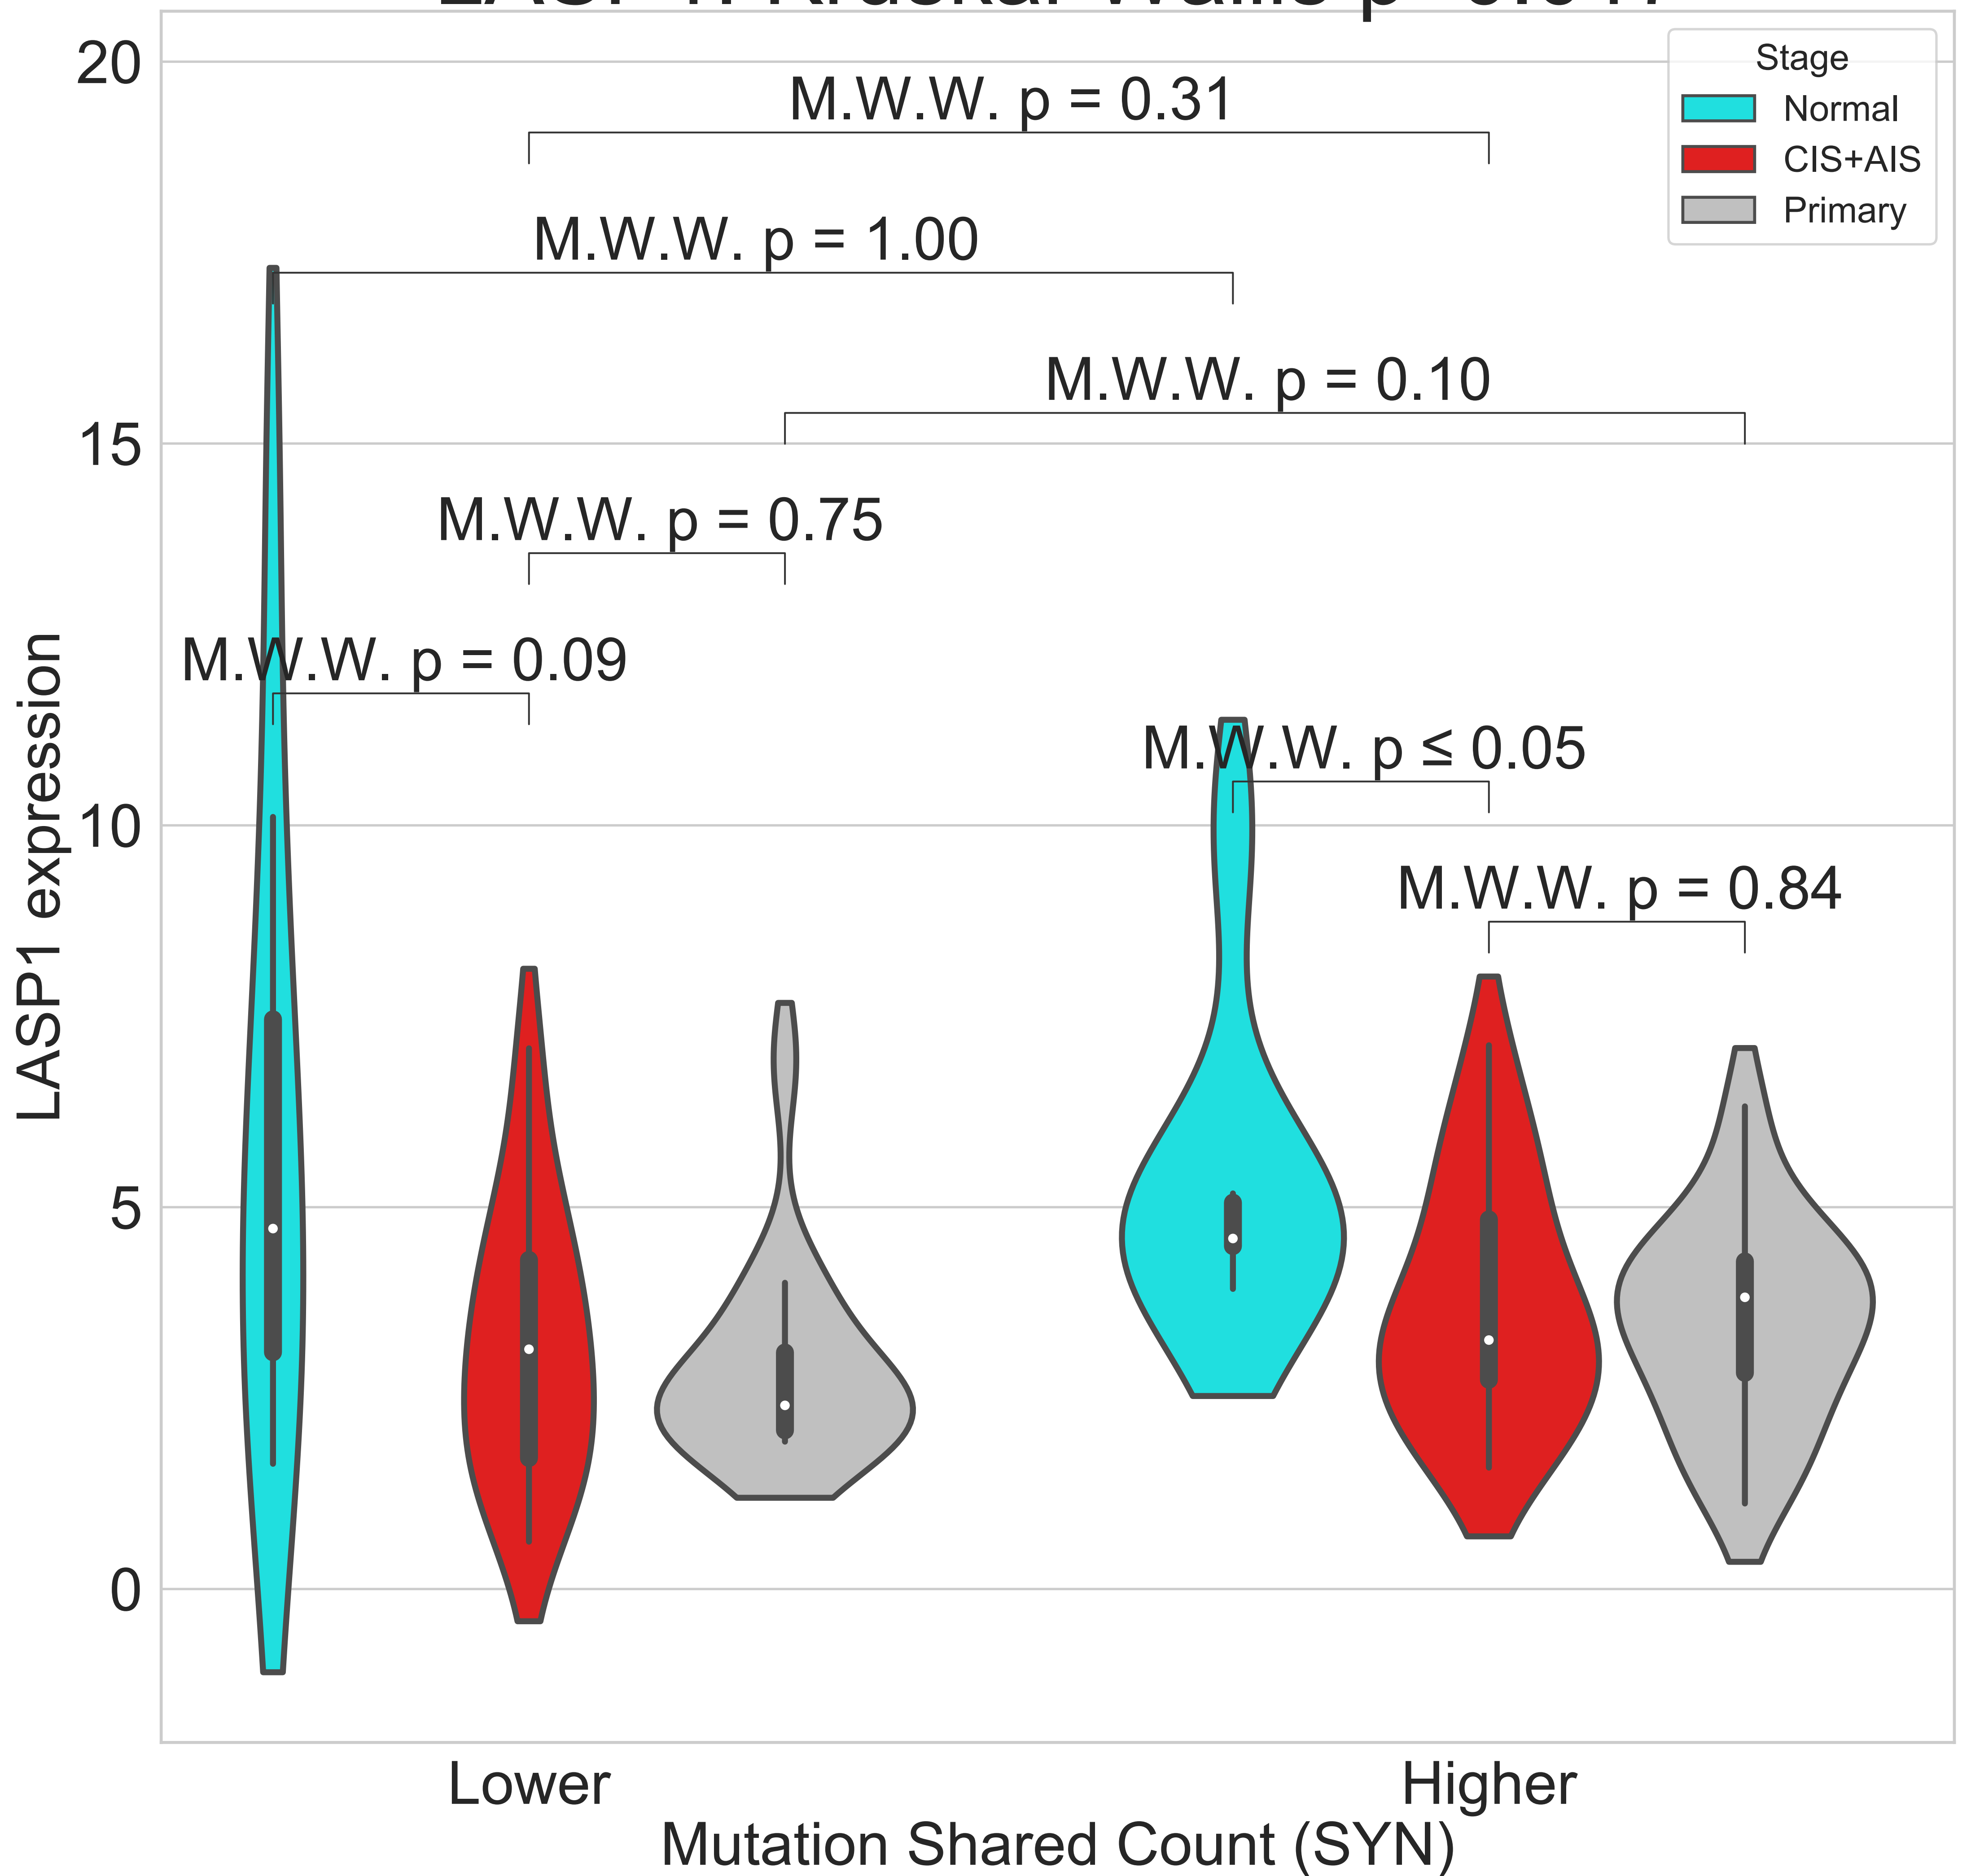 20
15
10
5
0
LASP1 expression
Stage
Normal
CIS+AIS
Primary
M.W.W. p = 0.31
M.W.W. p = 1.00
M.W.W. p = 0.10
M.W.W. p = 0.75
M.W.W. p = 0.09
M.W.W. p ≤ 0.05
M.W.W. p = 0.84
Lower
Higher
Mutation Shared Count (SYN)